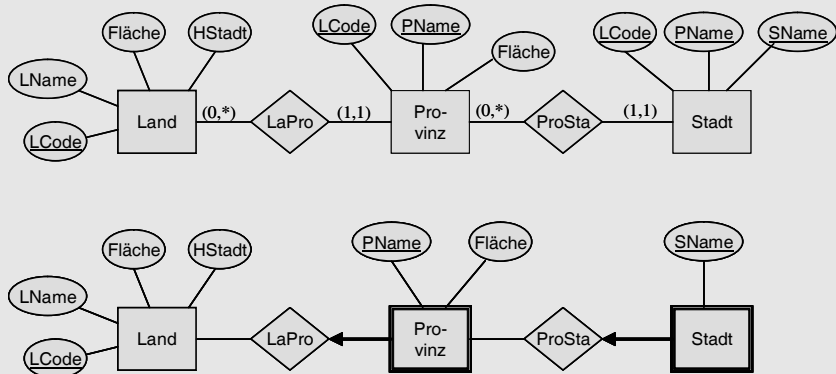 Fläche HStadt LCode PName LCode PName SName
LName Fläche
Land (0,*) LaPro (1,1) Pro-
vinz (0,*) ProSta (1,1) Stadt
LCode
Fläche HStadt PName Fläche SName
LName
Land LaPro Pro-
vinz ProSta Stadt
LCode